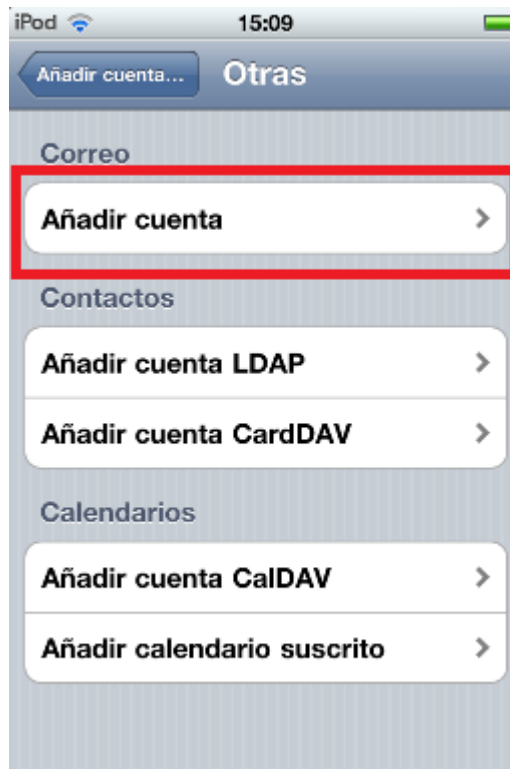 iPod 15:09
Añadir cuenta... Otras
Correo
Añadir cuenta
Contactos
Añadir cuenta LDAP
Añadir cuenta CardDAV
Calendarios
Añadir cuenta CalDAV
Añadir calendario suscrito